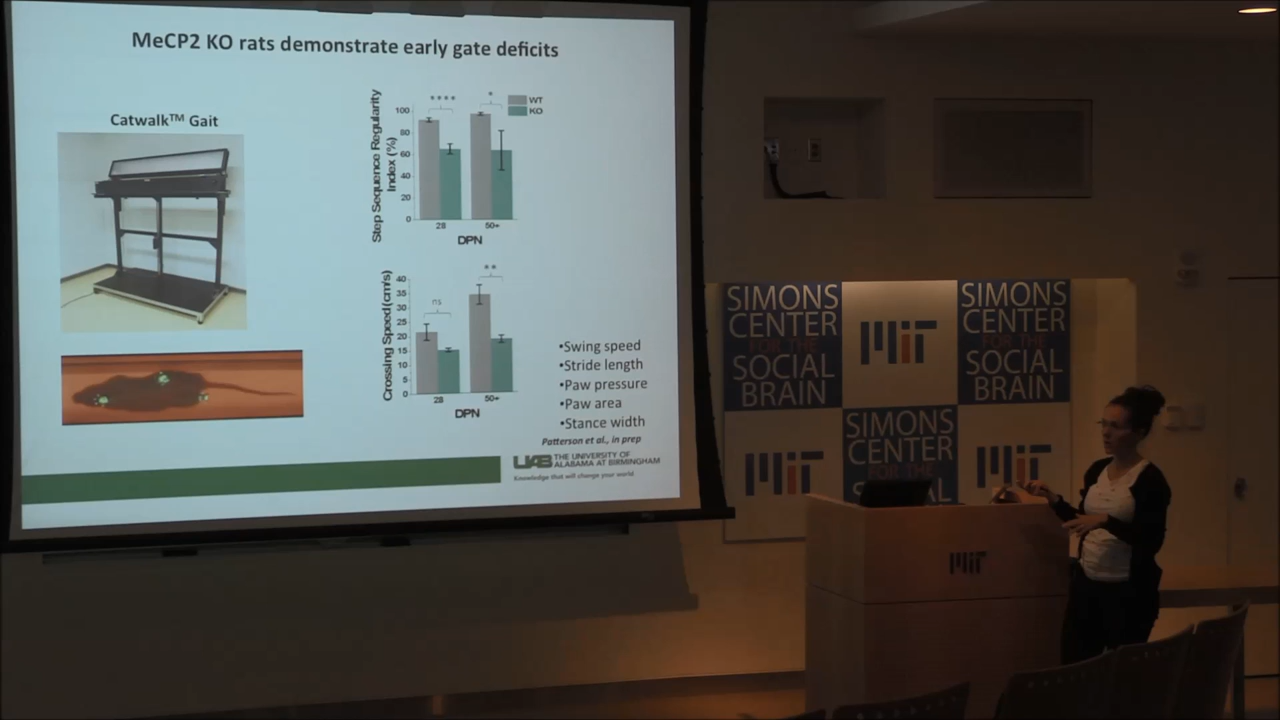 MeCP2 KO rats demonstrate early gate deficits
Catwalk™ Gait
Step Sequence Regularity
Index (%)
100
80
60
40
20
0
****
*
WT
KO
28
50+
DPN
Crossing Speed(cm/s)
40
35
30
25
20
15
10
5
0
ns
**
28
50+
DPN
•Swing speed
•Stride length
•Paw pressure
•Paw area
•Stance width
Patterson et al., in prep
UAB THE UNIVERSITY OF
ALABAMA AT BIRMINGHAM
Knowledge that will change your world
SIMONS
CENTER
FOR THE
SOCIAL
BRAIN
MIT
SIMONS
CENTER
FOR THE
SOCIAL
BRAIN
MIT
SIMONS
CENTER
FOR THE
SOCIAL
MIT
MIT